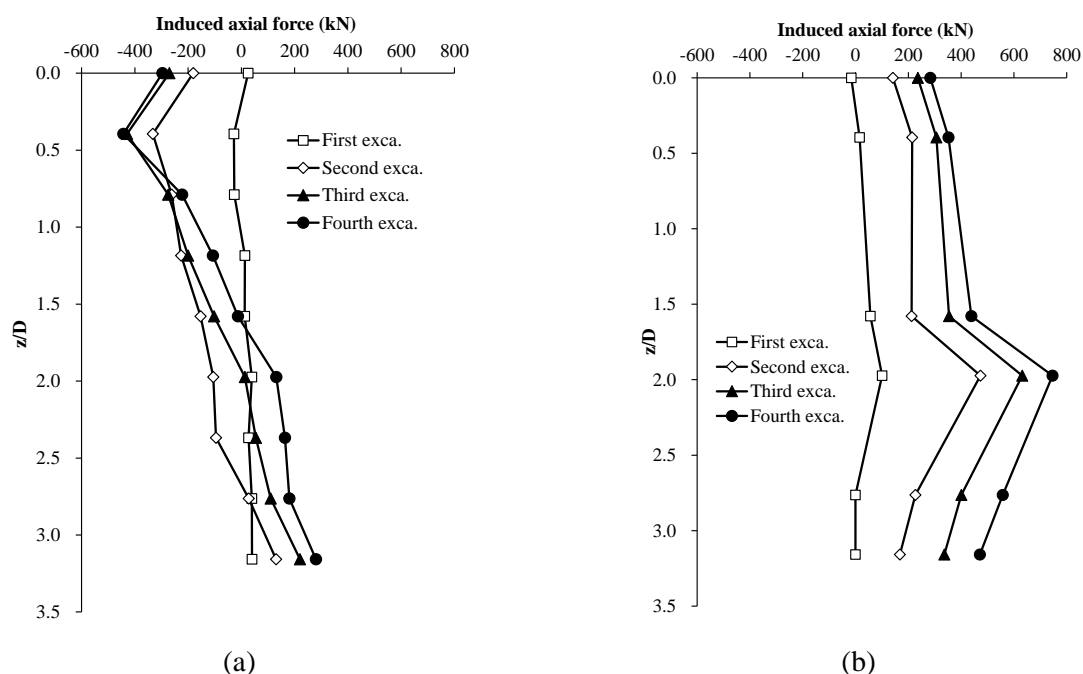 Induced axial force (kN)
-600 -400 -200 0 200 400 600 800
0.0
0.5
1.0
1.5
2.0
2.5
3.0
3.5
z/D
First exca.
Second exca.
Third exca.
Fourth exca.
(a)
Induced axial force (kN)
-600 -400 -200 0 200 400 600 800
0.0
0.5
1.0
1.5
2.0
2.5
3.0
3.5
z/D
First exca.
Second exca.
Third exca.
Fourth exca.
(b)